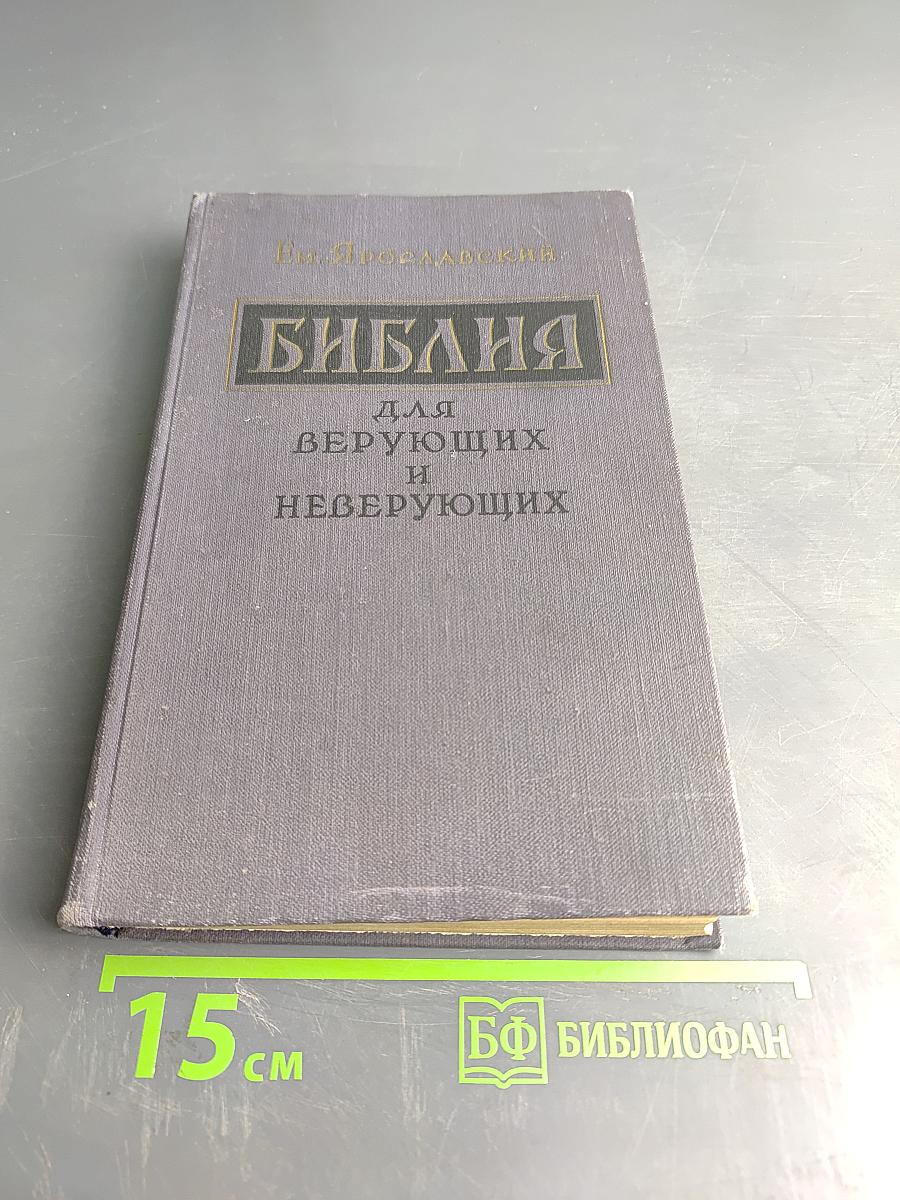 Ем. Ярославский
БИБЛИЯ
ДЛЯ
ВЕРУЮЩИХ
И
НЕВЕРУЮЩИХ
15 см
БФ БИБЛИОФАН